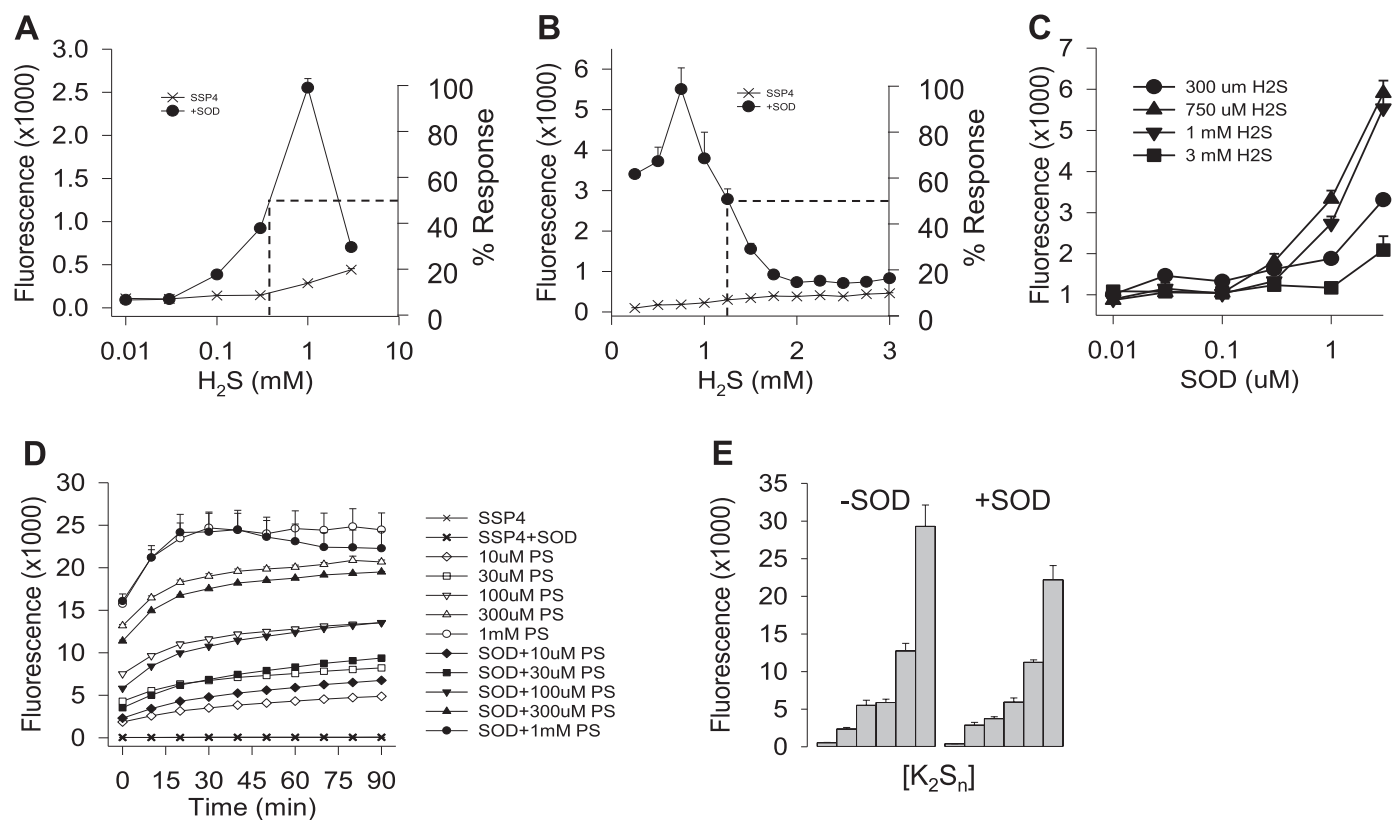 A
Fluorescence (x1000)
3.0
2.5
2.0
1.5
1.0
0.5
0.0
SSP4
+SOD
100
80
60
40
20
0
% Response
0.01
0.1
1
10
H₂S (mM)
B
Fluorescence (x1000)
6
5
4
3
2
1
0
SSP4
+SOD
100
80
60
40
20
0
% Response
0
1
2
3
H₂S (mM)
C
Fluorescence (x1000)
7
6
5
4
3
2
1
300 um H2S
750 uM H2S
1 mM H2S
3 mM H2S
0.01
0.1
1
SOD (uM)
D
Fluorescence (x1000)
30
25
20
15
10
5
0
0
15
30
45
60
75
90
Time (min)
SSP4
SSP4+SOD
10uM PS
30uM PS
100uM PS
300uM PS
1mM PS
SOD+10uM PS
SOD+30uM PS
SOD+100uM PS
SOD+300uM PS
SOD+1mM PS
E
Fluorescence (x1000)
35
30
25
20
15
10
5
0
-SOD
+SOD
[K₂Sₙ]